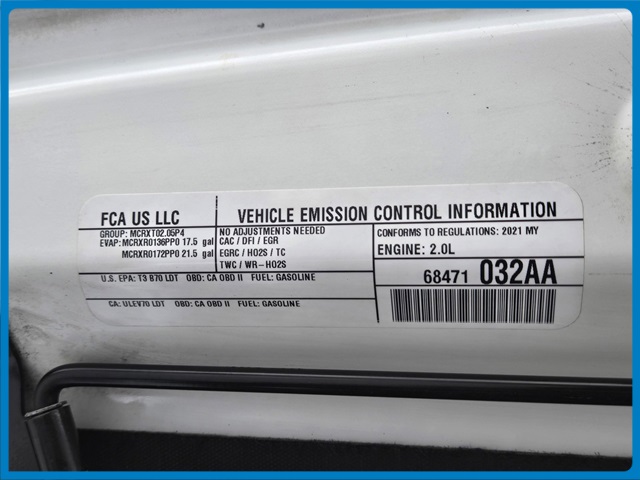 FCA US LLC
VEHICLE EMISSION CONTROL INFORMATION
GROUP: MCRXT02.05P4
EVAP: MCRXR0136PP0 17.5 gal
MCRXR0172PP0 21.5 gal
NO ADJUSTMENTS NEEDED
CAC / DFI / EGR
EGRC / HO2S / TC
TWC / WR-HO2S
CONFORMS TO REGULATIONS: 2021 MY
ENGINE: 2.0L
U.S. EPA: T3 B70 LDT OBD: CA OBD II FUEL: GASOLINE
CA: ULEV70 LDT OBD: CA OBD II FUEL: GASOLINE
68471 032AA